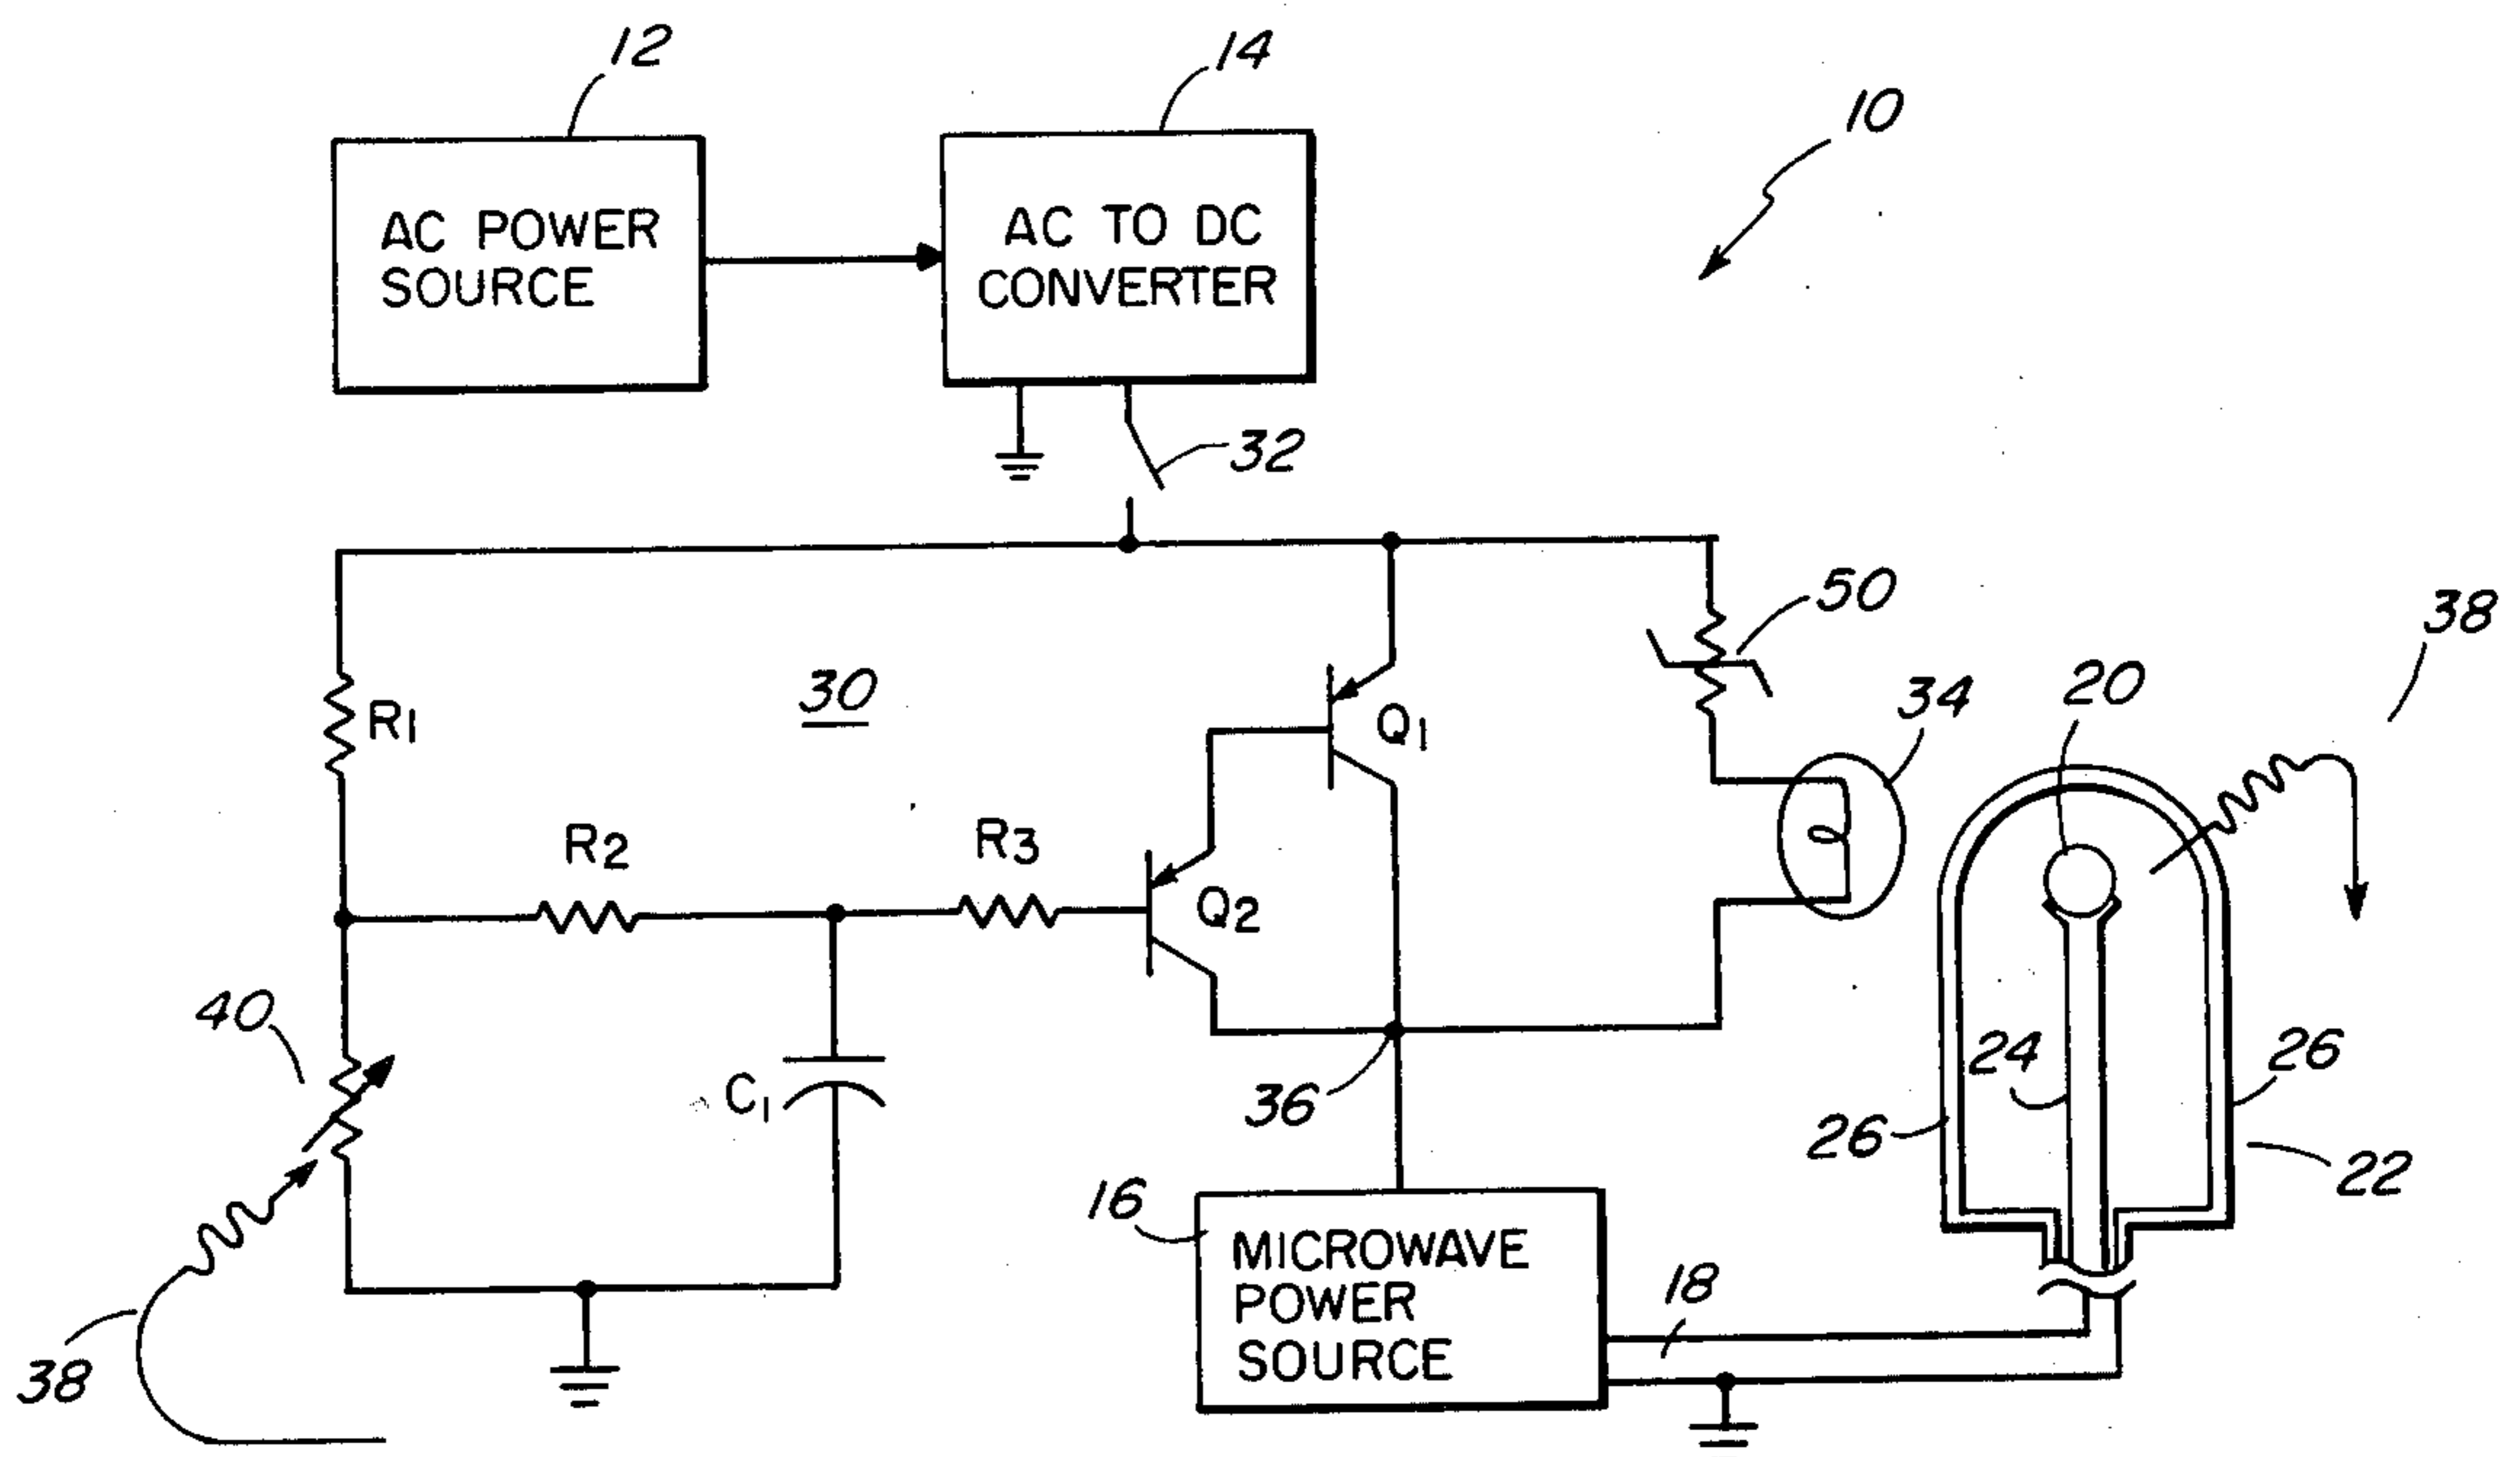 12
14
10
AC POWER
SOURCE
AC TO DC
CONVERTER
32
50
38
30
20
34
R1
Q1
R2
R3
Q2
40
24
26
C1
36
26
22
16
MICROWAVE
POWER
SOURCE
18
38